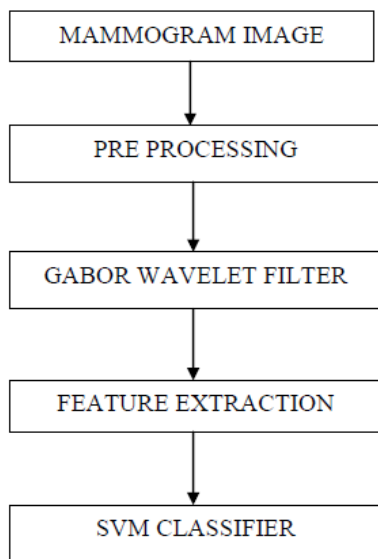 MAMMOGRAM IMAGE
PRE PROCESSING
GABOR WAVELET FILTER
FEATURE EXTRACTION
SVM CLASSIFIER